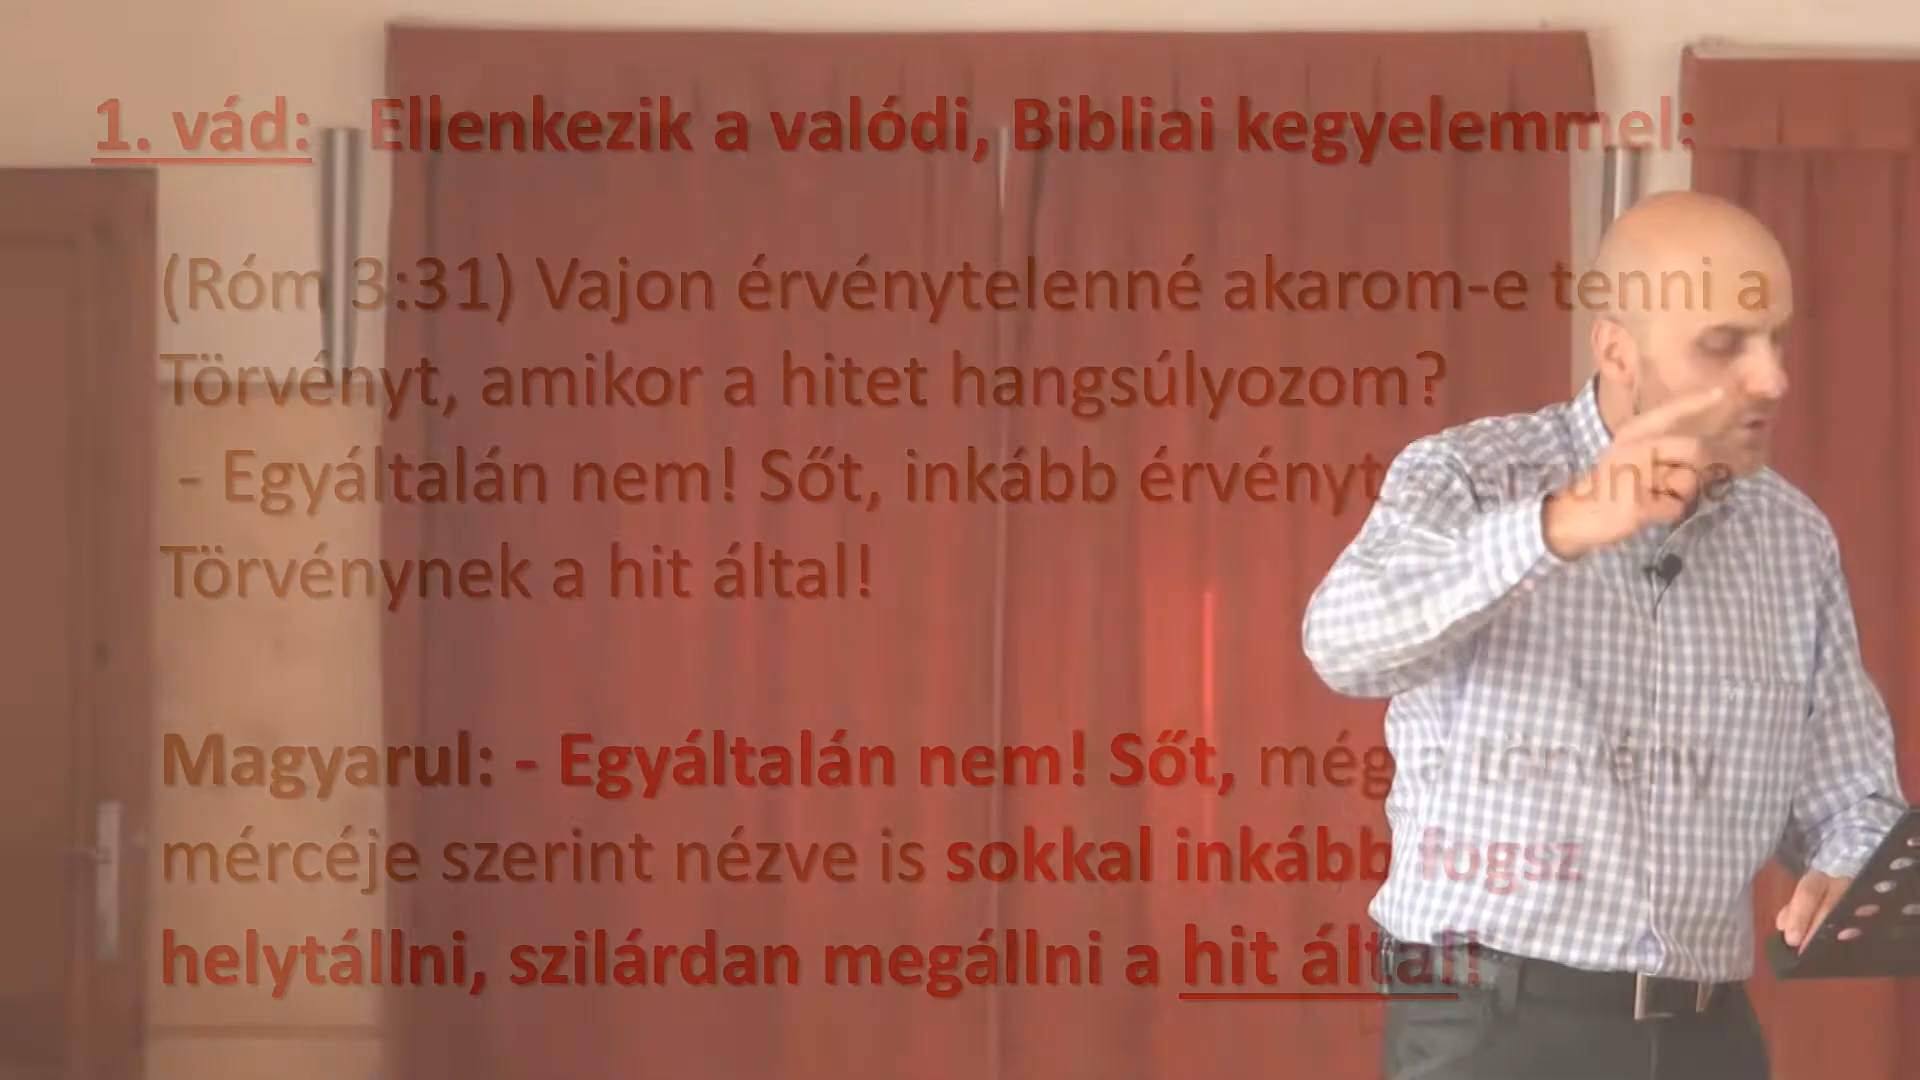 1. vád: Ellenkezik a valódi, Bibliai kegyelemmel:
(Róm 3:31) Vajon érvénytelenné akarom-e tenni a
Törvényt, amikor a hitet hangsúlyozom?
- Egyáltalán nem! Sőt, inkább érvényt a
Törvénynek a hit által!
Magyarul: - Egyáltalán nem! Sőt, még a törvény
mércéje szerint nézve is sokkal inkább fogsz
helytállni, szilárdan megállni a hit által!